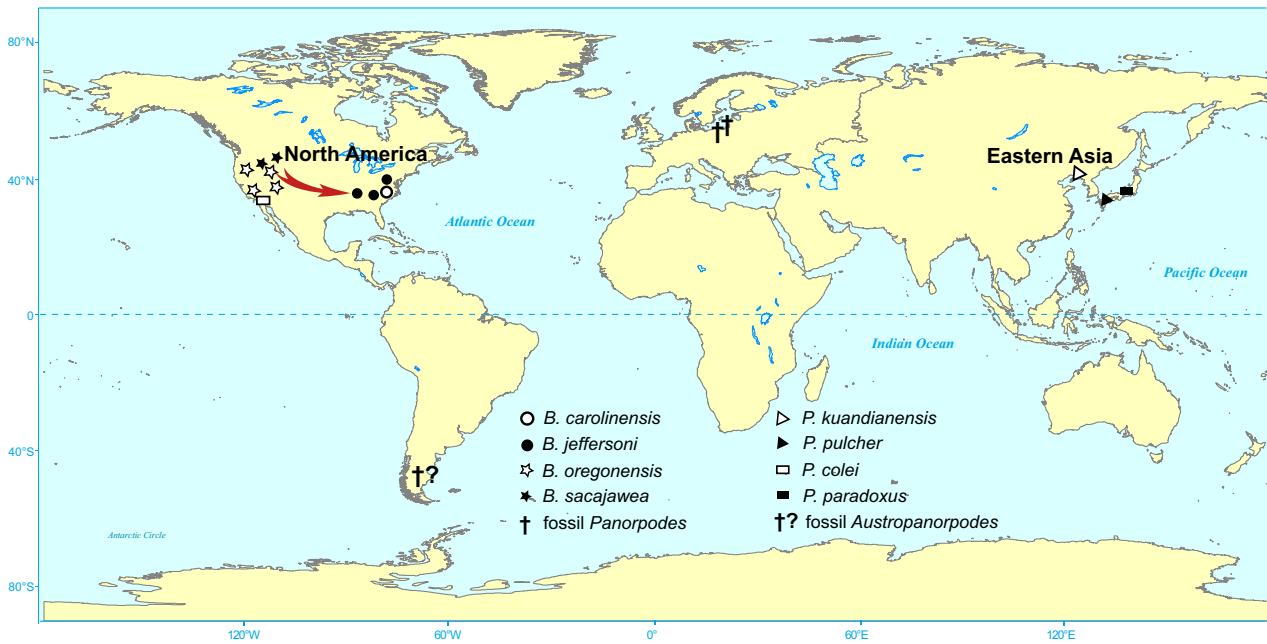 80°N
North America
Eastern Asia
40°N
Atlantic Ocean
Pacific Ocean
0
Indian Ocean
B. carolinensis
P. kuandianensis
B. jeffersoni
P. pulcher
40°S
†?
B. oregonensis
P. colei
B. sacajawea
P. paradoxus
† fossil Panorpodes
†? fossil Austropanorpodes
Antarctic Circle
80°S
120°W
60°W
0°
60°E
120°E